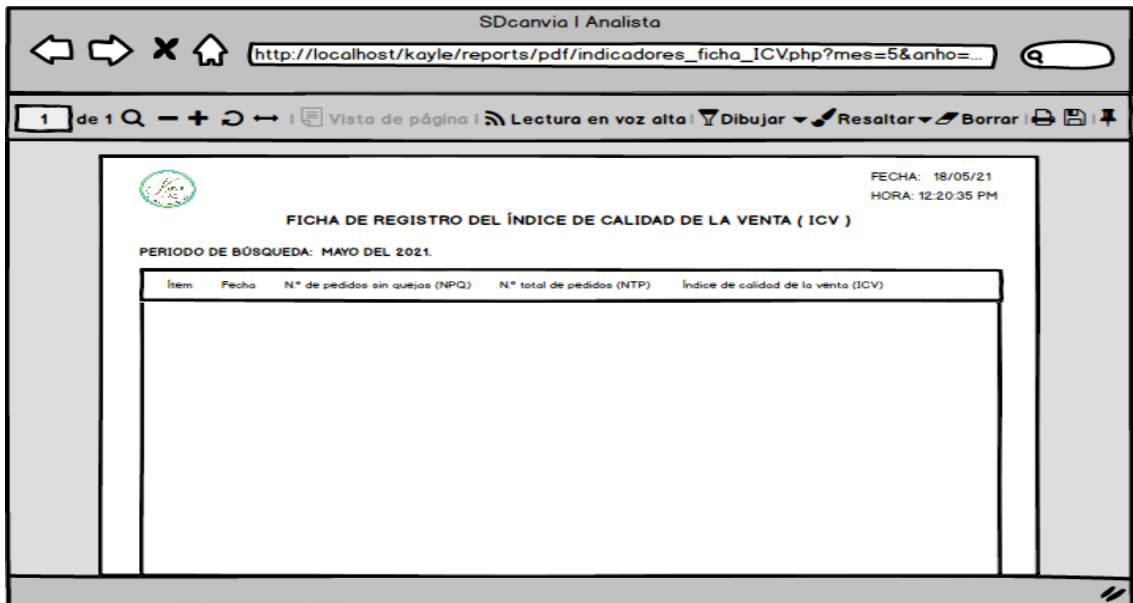 SDcanvia | Analista
http://localhost/kayle/reports/pdf/indicadores_ficha_ICV.php?mes=5&anho=...
1 de 1 | Vista de página | Lectura en voz alta | Dibujar Resaltar Borrar | |
FECHA: 18/05/21
HORA: 12:20:35 PM
FICHA DE REGISTRO DEL ÍNDICE DE CALIDAD DE LA VENTA ( ICV )
PERIODO DE BÚSQUEDA: MAYO DEL 2021.
Ítem Fecha N.º de pedidos sin quejas (NPQ) N.º total de pedidos (NTP) Índice de calidad de la venta (ICV)